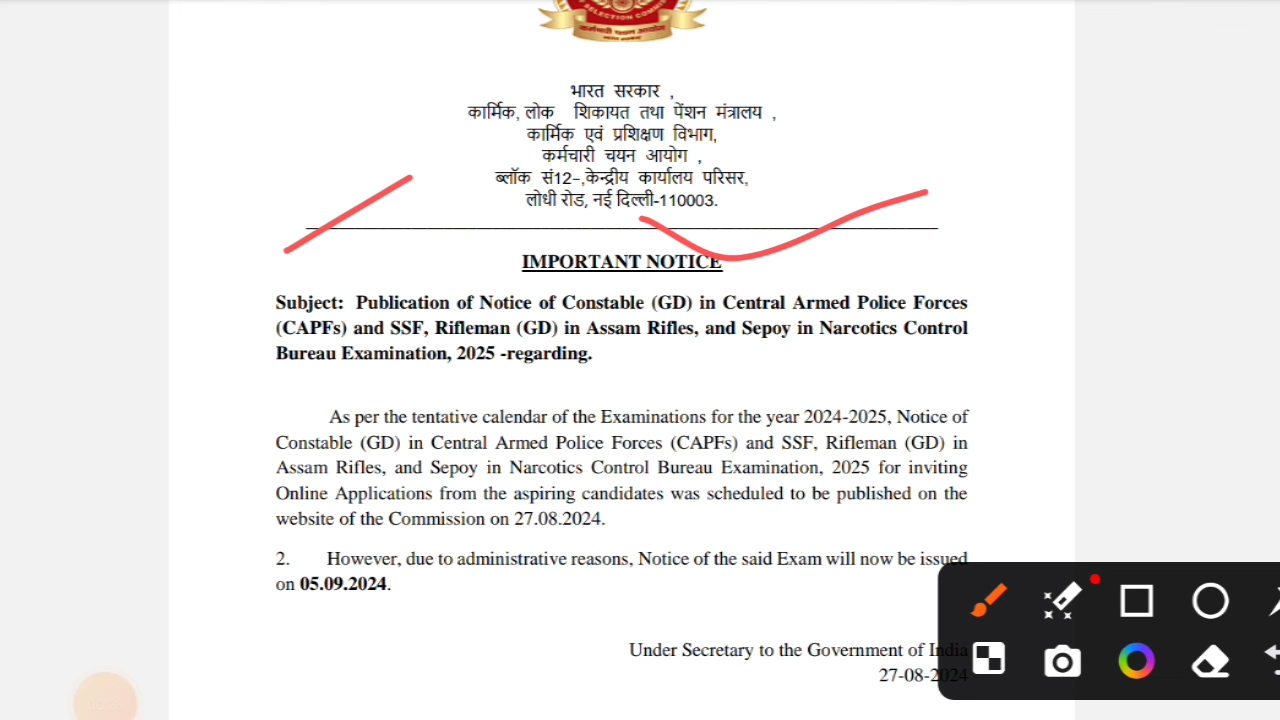 SELECTION COMMISS
कर्मचारी चयन आयोग
भारत सरकार ,
कार्मिक, लोक शिकायत तथा पेंशन मंत्रालय ,
कार्मिक एवं प्रशिक्षण विभाग,
कर्मचारी चयन आयोग ,
ब्लॉक सं12–,केन्द्रीय कार्यालय परिसर,
लोधी रोड, नई दिल्ली-110003.
IMPORTANT NOTICE
Subject: Publication of Notice of Constable (GD) in Central Armed Police Forces
(CAPFs) and SSF, Rifleman (GD) in Assam Rifles, and Sepoy in Narcotics Control
Bureau Examination, 2025 -regarding.
As per the tentative calendar of the Examinations for the year 2024-2025, Notice of
Constable (GD) in Central Armed Police Forces (CAPFs) and SSF, Rifleman (GD) in
Assam Rifles, and Sepoy in Narcotics Control Bureau Examination, 2025 for inviting
Online Applications from the aspiring candidates was scheduled to be published on the
website of the Commission on 27.08.2024.
2. However, due to administrative reasons, Notice of the said Exam will now be issued
on 05.09.2024.
Under Secretary to the Government of India
27-08-2024